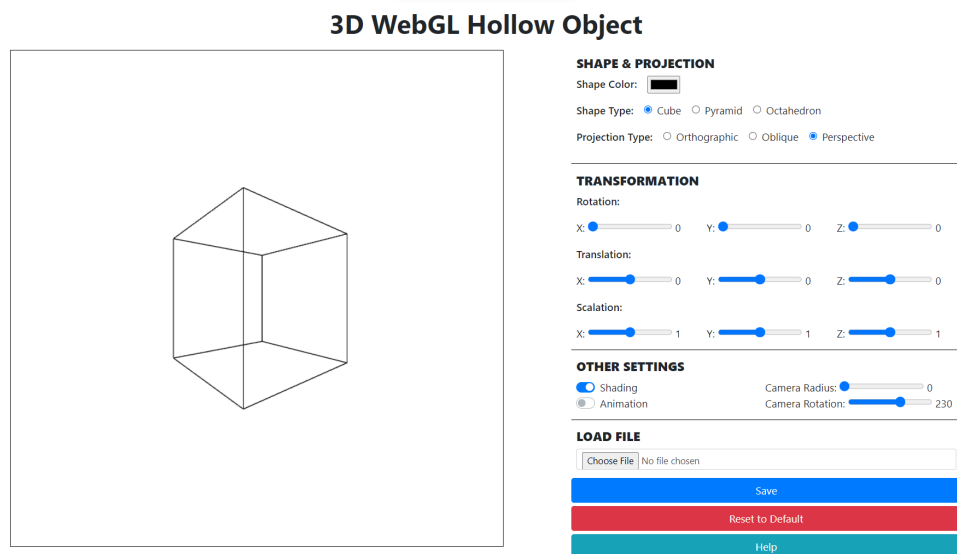 3D WebGL Hollow Object
SHAPE & PROJECTION
Shape Color:
Shape Type: Cube Pyramid Octahedron
Projection Type: Orthographic Oblique Perspective
TRANSFORMATION
Rotation:
X: 0 Y: 0 Z: 0
Translation:
X: 0 Y: 0 Z: 0
Scalation:
X: 1 Y: 1 Z: 1
OTHER SETTINGS
Shading Camera Radius: 0
Animation Camera Rotation: 230
LOAD FILE
Choose File No file chosen
Save
Reset to Default
Help